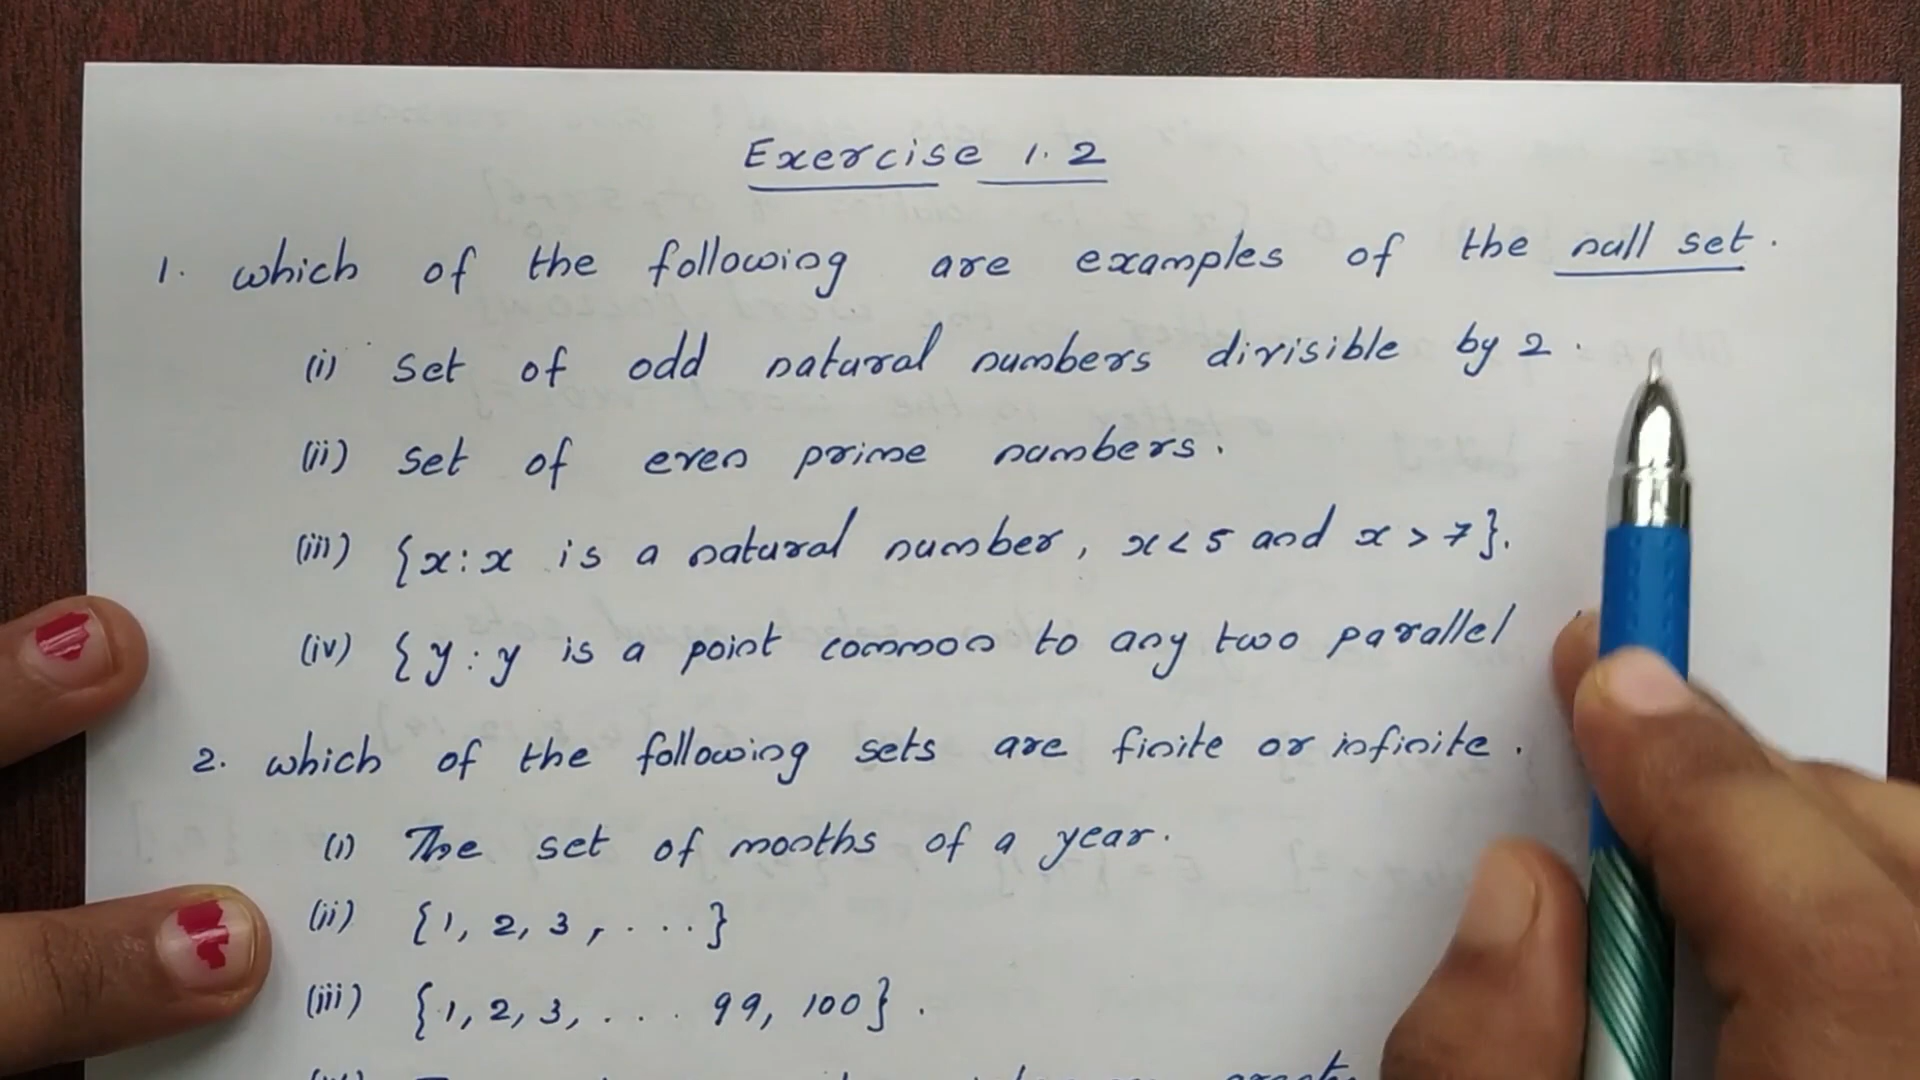 Exercise 1.2
1. which of the following are examples of the null set.
(i) set of odd natural numbers divisible by 2.
(ii) set of even prime numbers.
(iii) {x:x is a natural number, x<5 and x>7}.
(iv) {y:y is a point common to any two parallel
2. which of the following sets are finite or infinite.
(i) The set of months of a year.
(ii) {1, 2, 3, ....}
(iii) {1, 2, 3, ... 99, 100}.